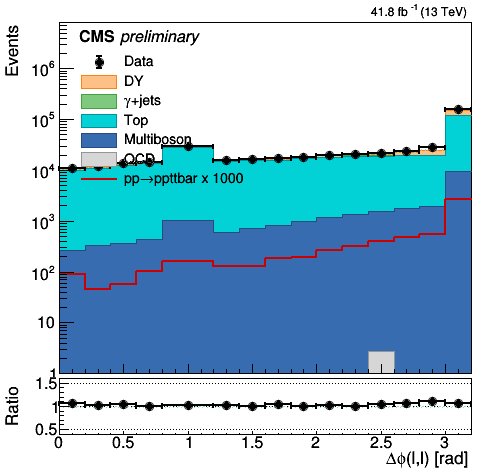 41.8 fb⁻¹ (13 TeV)
CMS preliminary
Data
DY
γ+jets
Top
Multiboson
QCD
pp→ppttbar x 1000
Events
10⁶
10⁵
10⁴
10³
10²
10
1
Ratio
1.5
1
0.5
0 0.5 1 1.5 2 2.5 3
Δϕ(l,l) [rad]